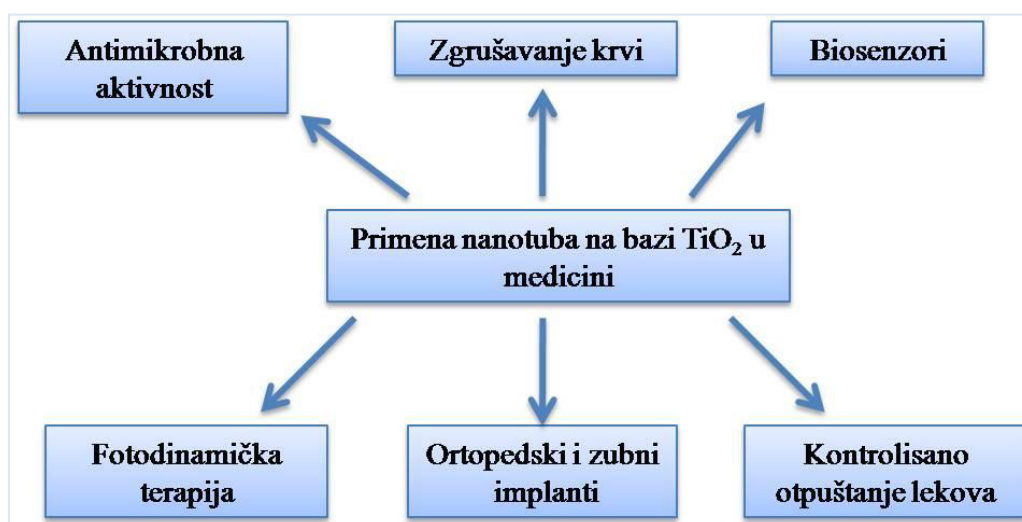 Antimikrobna
aktivnost
Zgrušavanje krvi
Biosenzori
Primena nanotuba na bazi TiO₂ u
medicini
Fotodinamička
terapija
Ortopedski i zubni
implanti
Kontrolisano
otpuštanje lekova